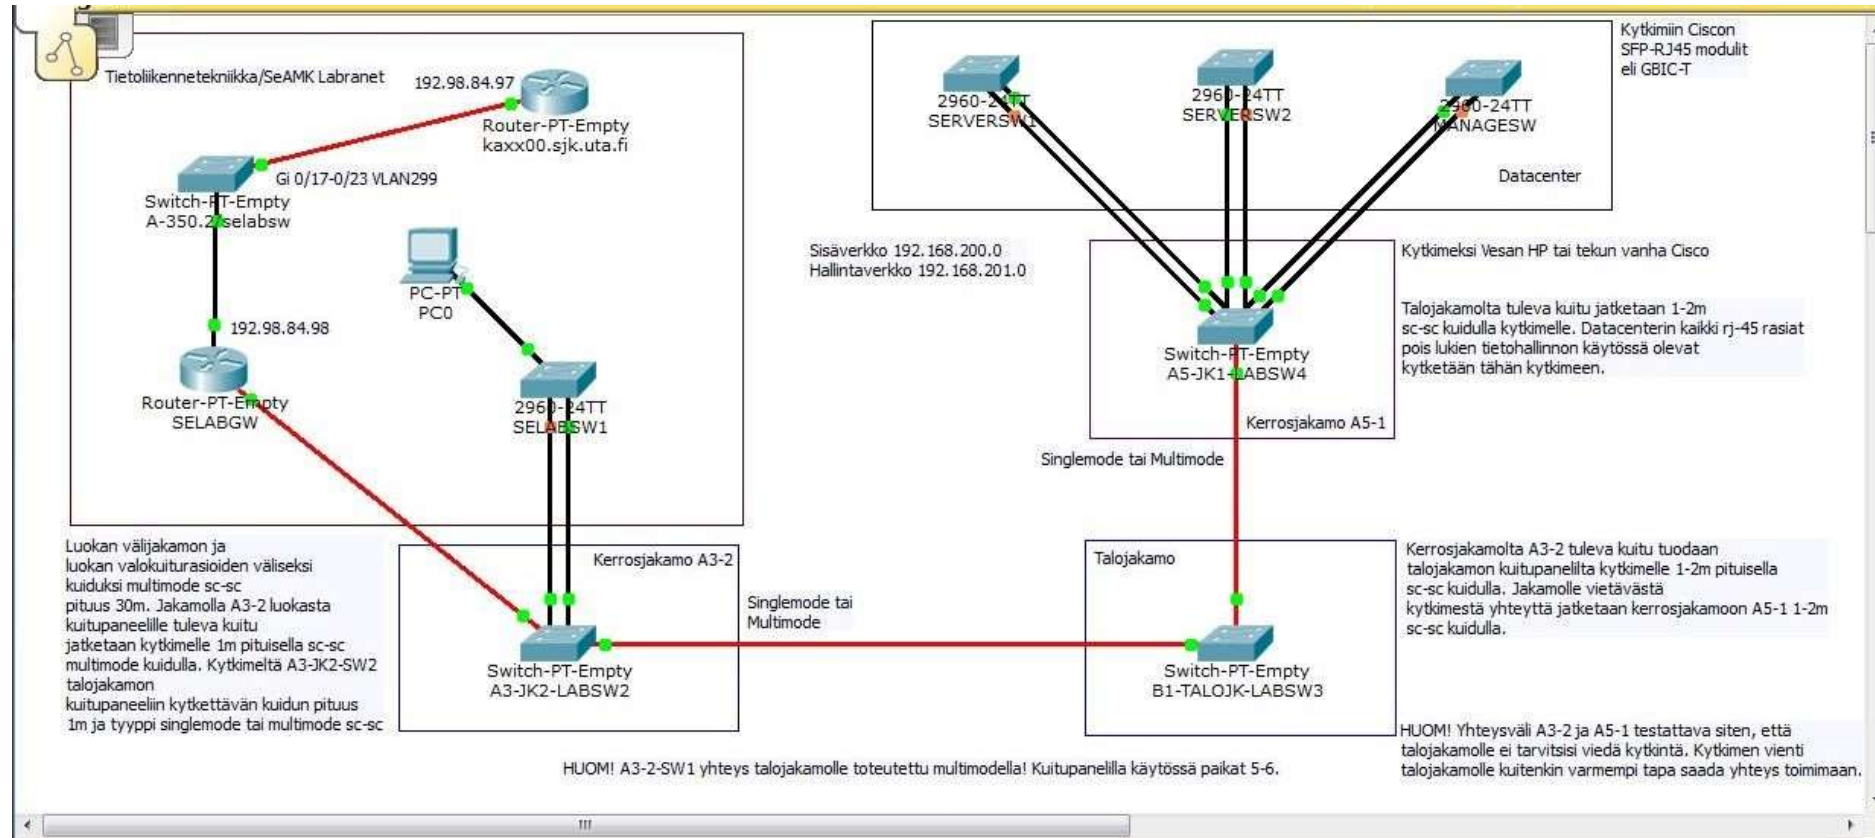 Tietoliikennetekniikka/SeAMK Labranet
192.98.84.97
Router-PT-Empty
kaxx00.sjk.uta.fi
Gi 0/17-0/23 VLAN299
Switch-PT-Empty
A-350.2/selabsw
PC-PT
PC0
192.98.84.98
Router-PT-Empty
SELABGW
2960-24TT
SELABSW1
Luokan välijakamon ja
luokan valokuiturasioiden väliseksi
kuiduksi multimode sc-sc
pituus 30m. Jakamolla A3-2 luokasta
kuitupaneelille tuleva kuitu
jatketaan kytkimelle 1m pituisella sc-sc
multimode kuidulla. Kytkimeltä A3-JK2-SW2
talojakamon
kuitupaneeliin kytkettävän kuidun pituus
1m ja tyyppi singlemode tai multimode sc-sc
Kerrosjakamo A3-2
Switch-PT-Empty
A3-JK2-LABSW2
Singlemode tai
Multimode
HUOM! A3-2-SW1 yhteys talojakamolle toteutettu multimodella! Kuitupanelilla käytössä paikat 5-6.
Kytkimiin Ciscon
SFP-RJ45 modulit
eli GBIC-T
2960-24TT
SERVERSW1
2960-24TT
SERVERSW2
2960-24TT
MANAGESW
Datacenter
Sisäverkko 192.168.200.0
Hallintaverkko 192.168.201.0
Kytkimeksi Vesan HP tai tekun vanha Cisco
Talojakamolta tuleva kuitu jatketaan 1-2m
sc-sc kuidulla kytkimelle. Datacenterin kaikki rj-45 rasiat
pois lukien tietohallinnon käytössä olevat
kytketään tähän kytkimeen.
Switch-PT-Empty
A5-JK1-LABSW4
Kerrosjakamo A5-1
Singlemode tai Multimode
Talojakamo
Switch-PT-Empty
B1-TALOJK-LABSW3
Kerrosjakamolta A3-2 tuleva kuitu tuodaan
talojakamon kuitupanelilta kytkimelle 1-2m pituisella
sc-sc kuidulla. Jakamolle vietävästä
kytkimestä yhteyttä jatketaan kerrosjakamoon A5-1 1-2m
sc-sc kuidulla.
HUOM! Yhteysväli A3-2 ja A5-1 testattava siten, että
talojakamolle ei tarvitsisi viedä kytkintä. Kytkimen vienti
talojakamolle kuitenkin varmempi tapa saada yhteys toimimaan.